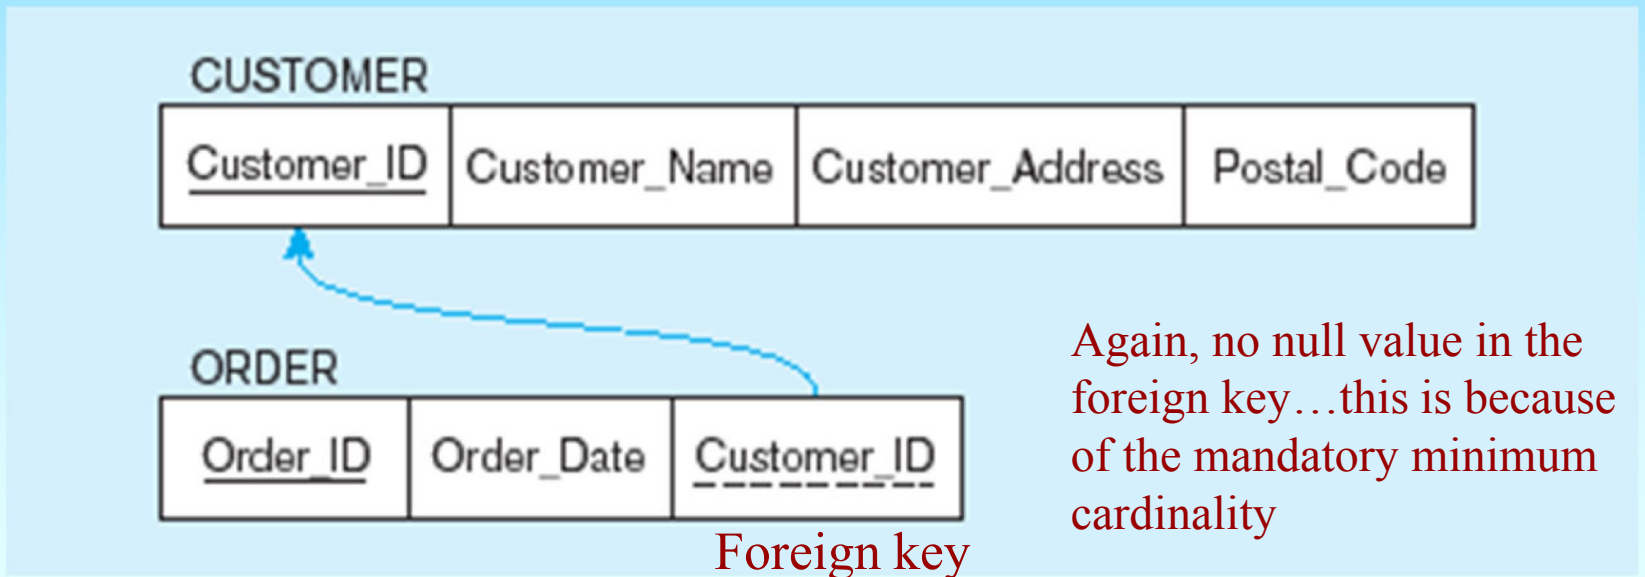 CUSTOMER
Customer_ID Customer_Name Customer_Address Postal_Code
ORDER
Order_ID Order_Date Customer_ID
Foreign key
Again, no null value in the
foreign key…this is because
of the mandatory minimum
cardinality